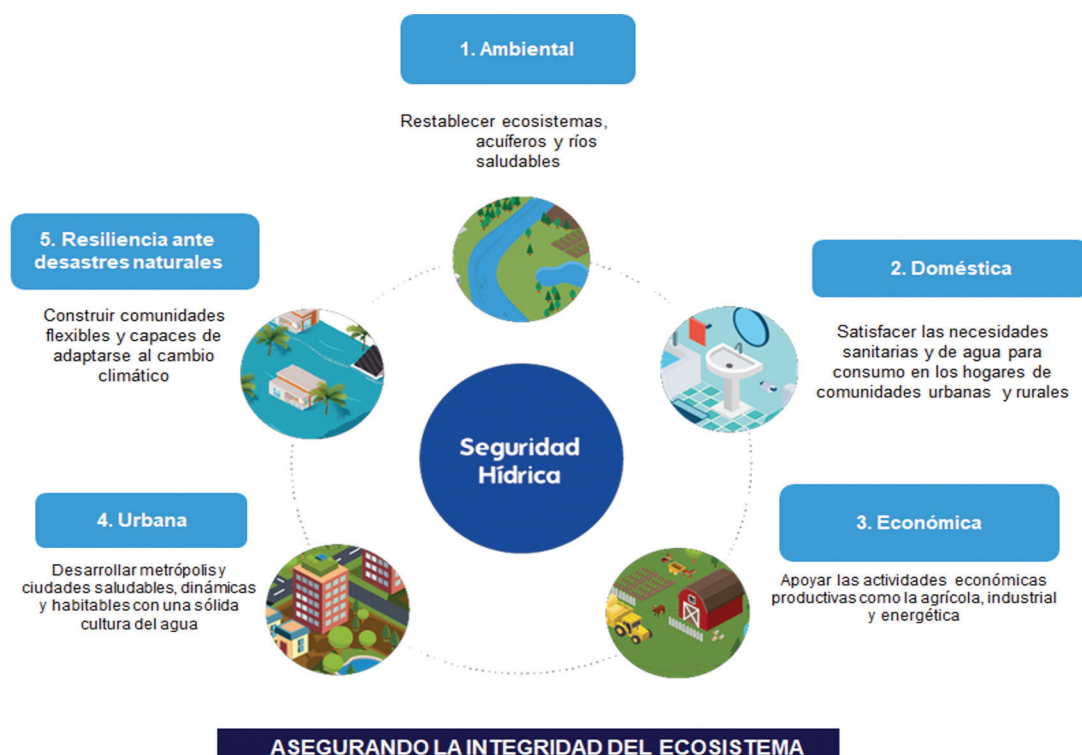 1. Ambiental
Restablecer ecosistemas,
acuíferos y ríos
saludables
2. Doméstica
Satisfacer las necesidades
sanitarias y de agua para
consumo en los hogares de
comunidades urbanas y rurales
3. Económica
Apoyar las actividades económicas
productivas como la agrícola, industrial
y energética
4. Urbana
Desarrollar metrópolis y
ciudades saludables, dinámicas
y habitables con una sólida
cultura del agua
5. Resiliencia ante
desastres naturales
Construir comunidades
flexibles y capaces de
adaptarse al cambio
climático
Seguridad
Hídrica
ASEGURANDO LA INTEGRIDAD DEL ECOSISTEMA